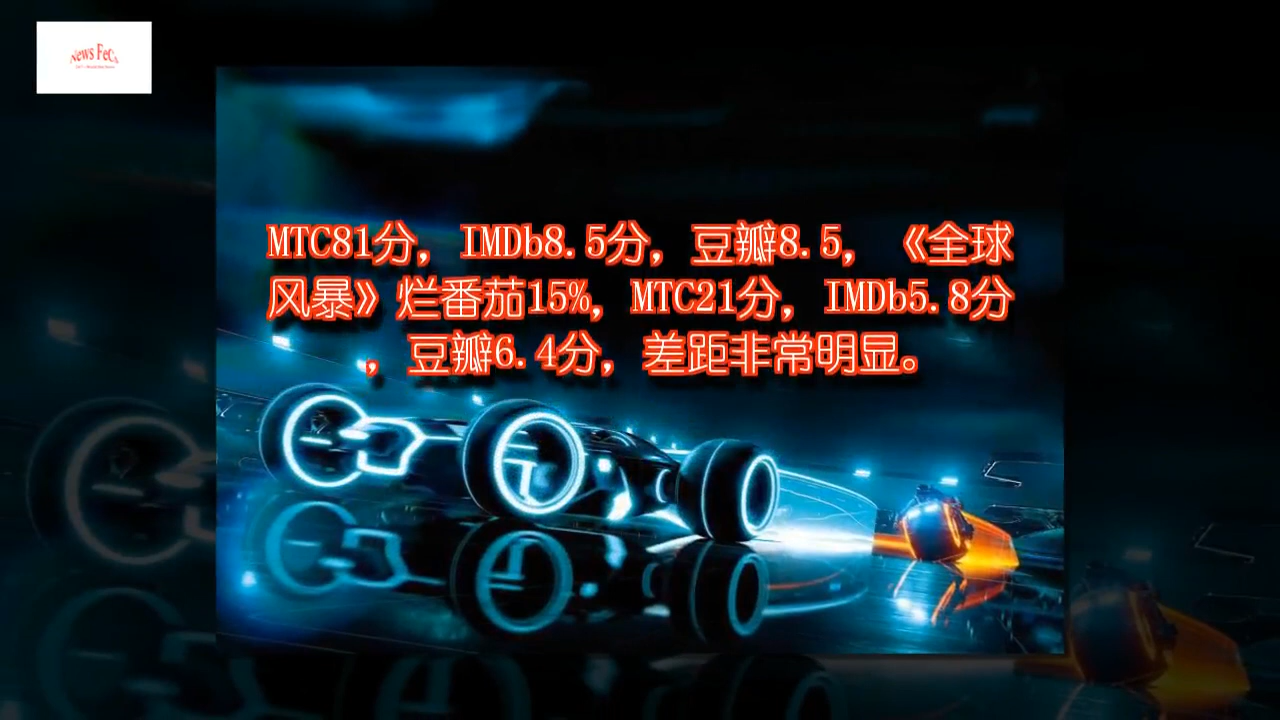 News Fec
MTC81分，IMDb8.5分，豆瓣8.5，《全球
风暴》烂番茄15%，MTC21分，IMDb5.8分
，豆瓣6.4分，差距非常明显。